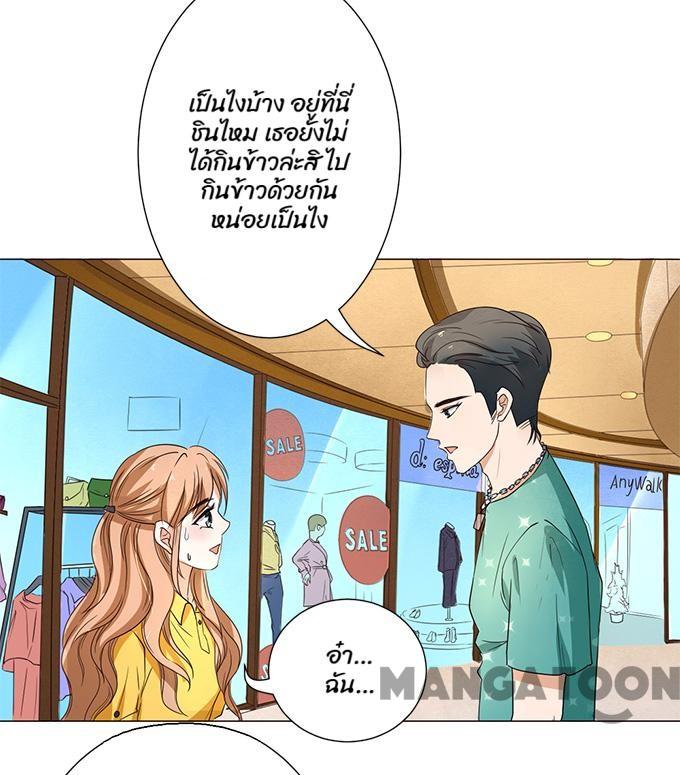 เป็นไงบ้าง อยู่ที่นี่
ชินไหม เธอยังไม่
ได้กินข้าวล่ะสิ ไป
กินข้าวด้วยกัน
หน่อยเป็นไง
SALE
SALE
AnyWalk
อำ...
ฉัน...
MANGATOON